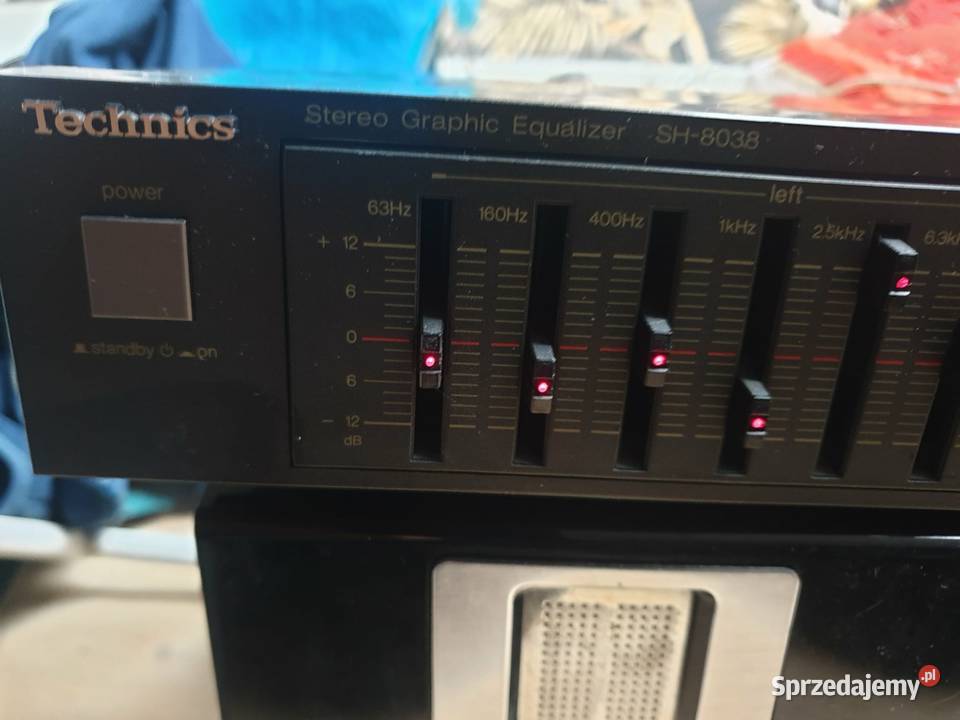 Technics
Stereo Graphic Equalizer SH-8038
power
left
63Hz 160Hz 400Hz 1kHz 2.5kHz 6.3kH
+ 12
6
0
standby on
6
- 12
dB
Sprzedajemy.pl